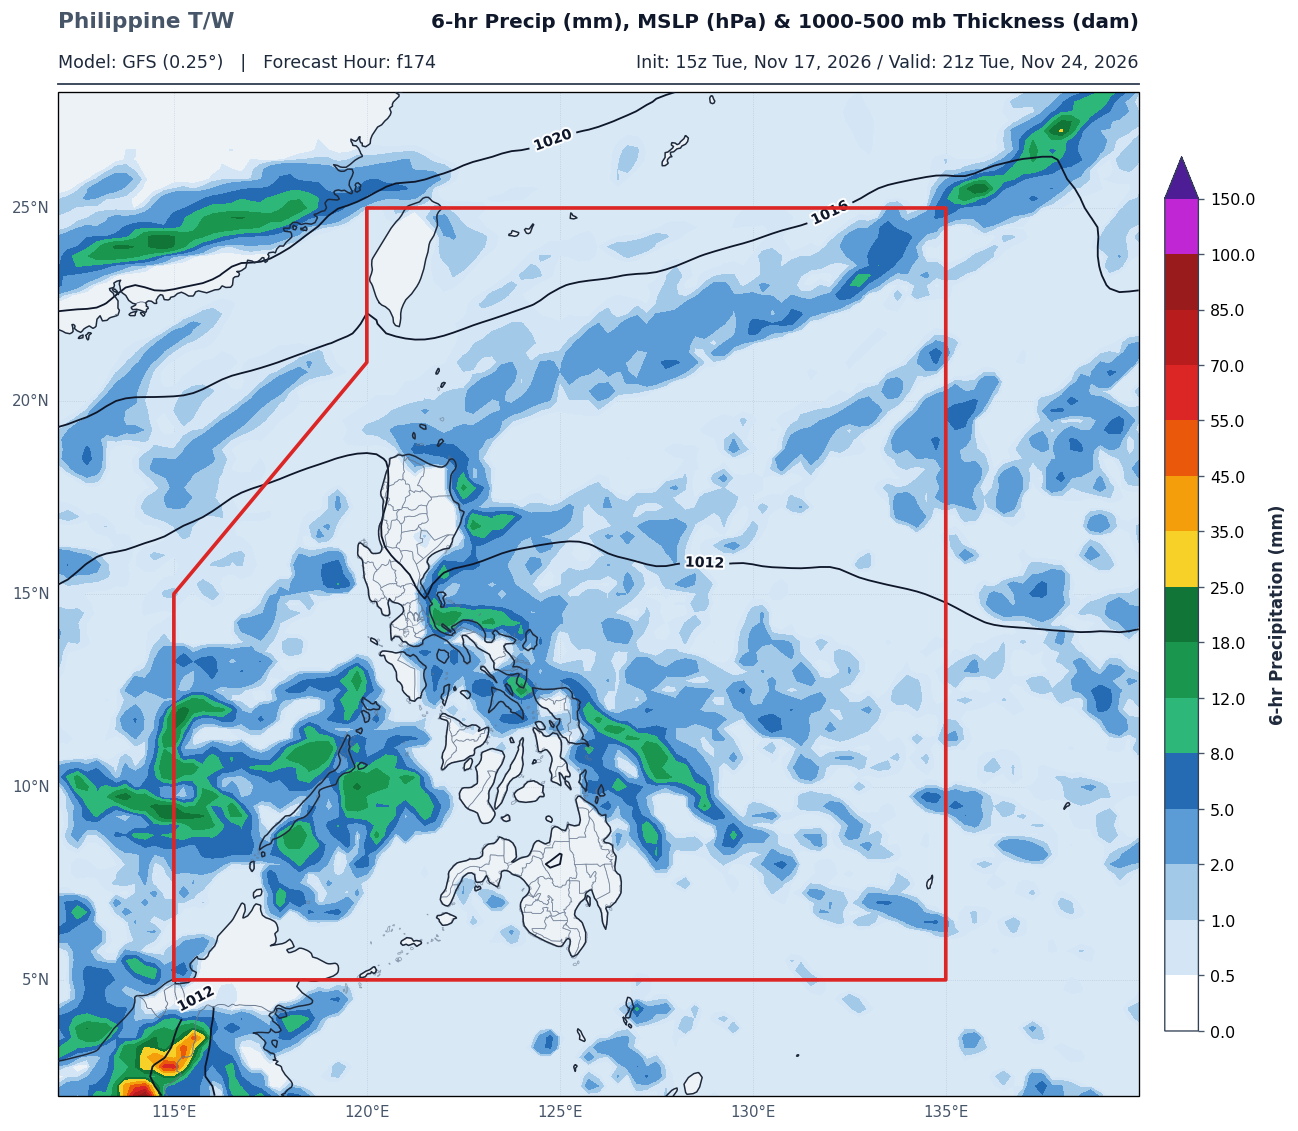 Philippine T/W
6-hr Precip (mm), MSLP (hPa) & 1000-500 mb Thickness (dam)
Model: GFS (0.25°)   |   Forecast Hour: f174
Init: 15z Tue, Nov 17, 2026 / Valid: 21z Tue, Nov 24, 2026
1020
1016
1012
1012
25°N
20°N
15°N
10°N
5°N
115°E
120°E
125°E
130°E
135°E
150.0
100.0
85.0
70.0
55.0
45.0
35.0
25.0
18.0
12.0
8.0
5.0
2.0
1.0
0.5
0.0
6-hr Precipitation (mm)